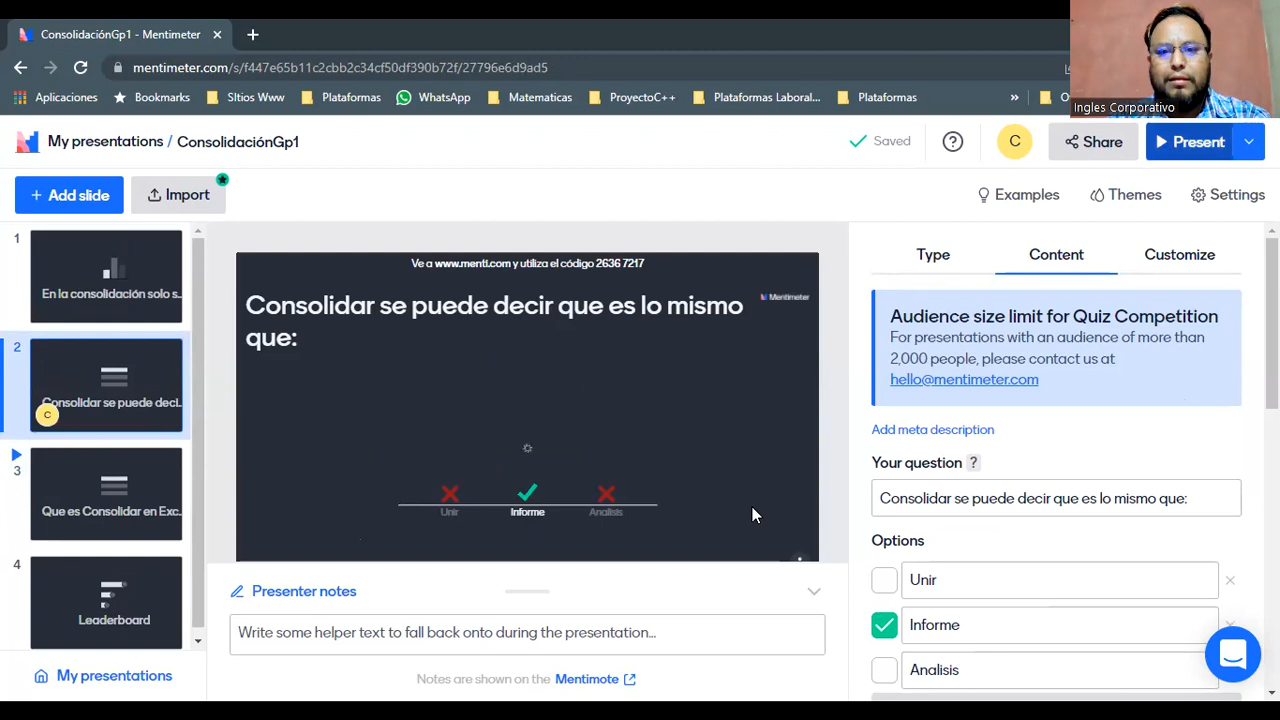 ConsolidaciónGp1 - Mentimeter
mentimeter.com/s/f447e65b11c2cbb2c34cf50df390b72f/27796e6d9ad5
Aplicaciones
Bookmarks
SItios Www
Plataformas
WhatsApp
Matematicas
ProyectoC++
Plataformas Laboral...
Plataformas
»
Ingles Corporativo
My presentations / ConsolidaciónGp1
Saved
C
Share
Present
+ Add slide
Import
Examples
Themes
Settings
1
En la consolidación solo s...
2
Consolidar se puede deci...
C
3
Que es Consolidar en Exc...
4
Leaderboard
My presentations
Ve a www.menti.com y utiliza el código 2636 7217
Mentimeter
Consolidar se puede decir que es lo mismo
que:
Unir
Informe
Analisis
Presenter notes
Write some helper text to fall back onto during the presentation...
Notes are shown on the Mentimote
Type
Content
Customize
Audience size limit for Quiz Competition
For presentations with an audience of more than
2,000 people, please contact us at
hello@mentimeter.com
Add meta description
Your question ?
Consolidar se puede decir que es lo mismo que:
Options
Unir
Informe
Analisis